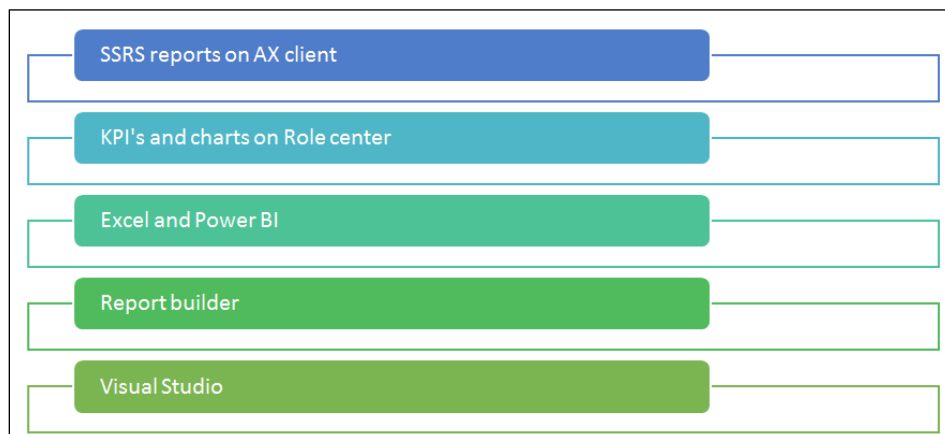 SSRS reports on AX client
KPI's and charts on Role center
Excel and Power BI
Report builder
Visual Studio